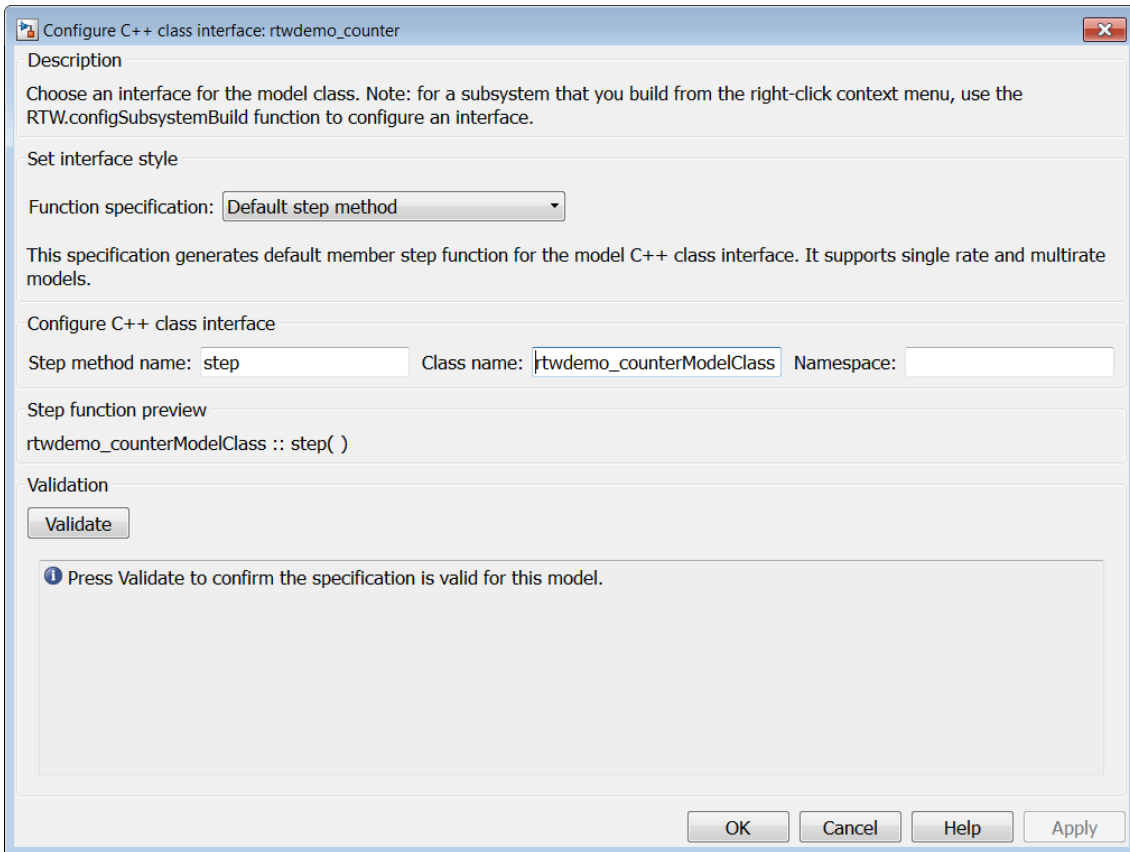 Configure C++ class interface: rtwdemo_counter
Description
Choose an interface for the model class. Note: for a subsystem that you build from the right-click context menu, use the
RTW.configSubsystemBuild function to configure an interface.
Set interface style
Function specification: Default step method
This specification generates default member step function for the model C++ class interface. It supports single rate and multirate
models.
Configure C++ class interface
Step method name: step Class name: rtwdemo_counterModelClass Namespace:
Step function preview
rtwdemo_counterModelClass :: step( )
Validation
Validate
Press Validate to confirm the specification is valid for this model.
OK Cancel Help Apply